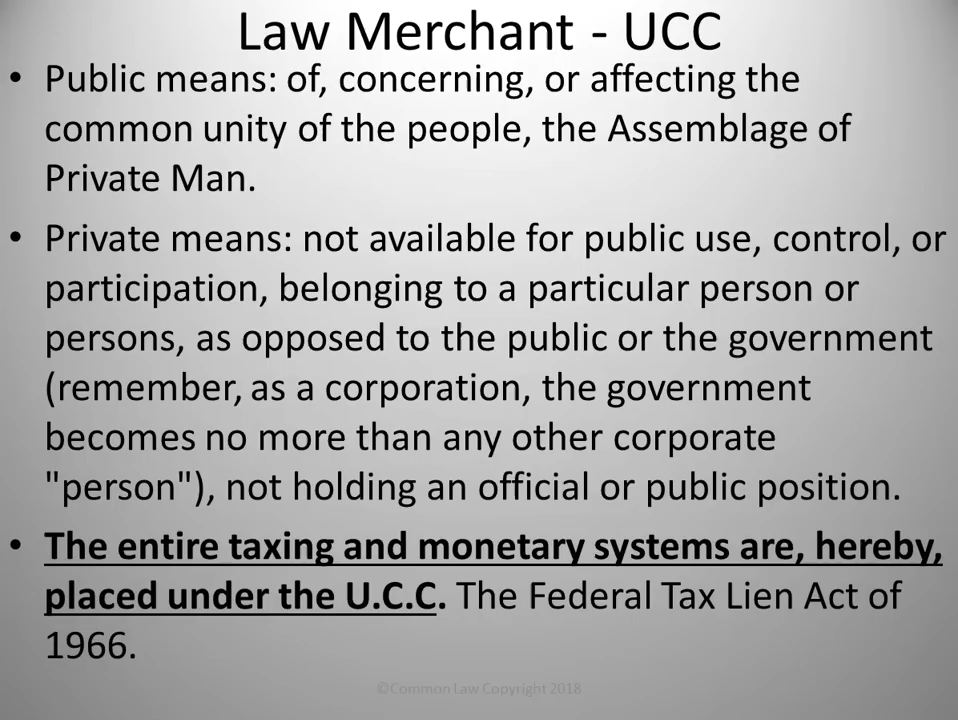 Law Merchant - UCC
• Public means: of, concerning, or affecting the
common unity of the people, the Assemblage of
Private Man.
• Private means: not available for public use, control, or
participation, belonging to a particular person or
persons, as opposed to the public or the government
(remember, as a corporation, the government
becomes no more than any other corporate
"person"), not holding an official or public position.
• The entire taxing and monetary systems are, hereby,
placed under the U.C.C. The Federal Tax Lien Act of
1966.
©Common Law Copyright 2018